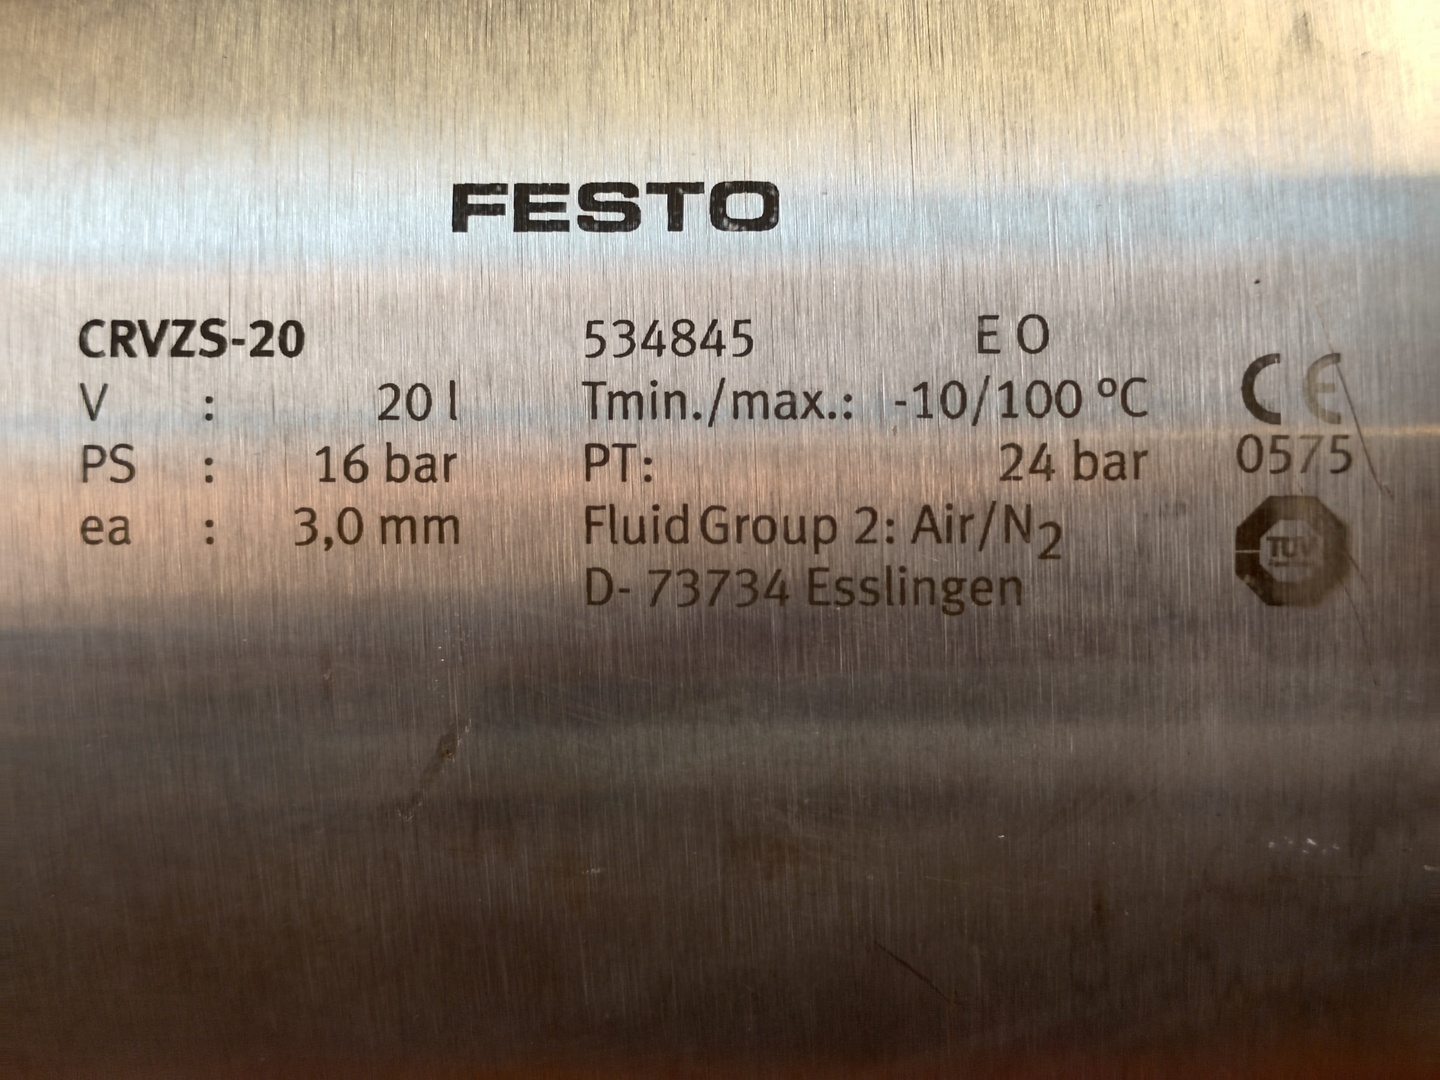 FESTO
CRVZS-20 534845 E O
V : 20 l Tmin./max.: -10/100 ºC CE
PS : 16 bar PT: 24 bar 0575
ea : 3,0 mm Fluid Group 2: Air/N₂ TÜV
D- 73734 Esslingen